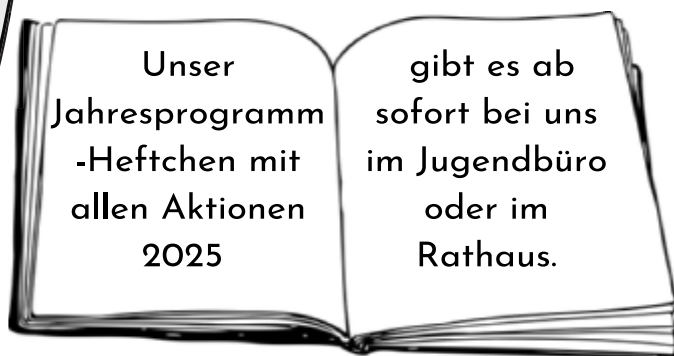 Unser
Jahresprogramm
-Heftchen mit
allen Aktionen
2025
gibt es ab
sofort bei uns
im Jugendbüro
oder im
Rathaus.